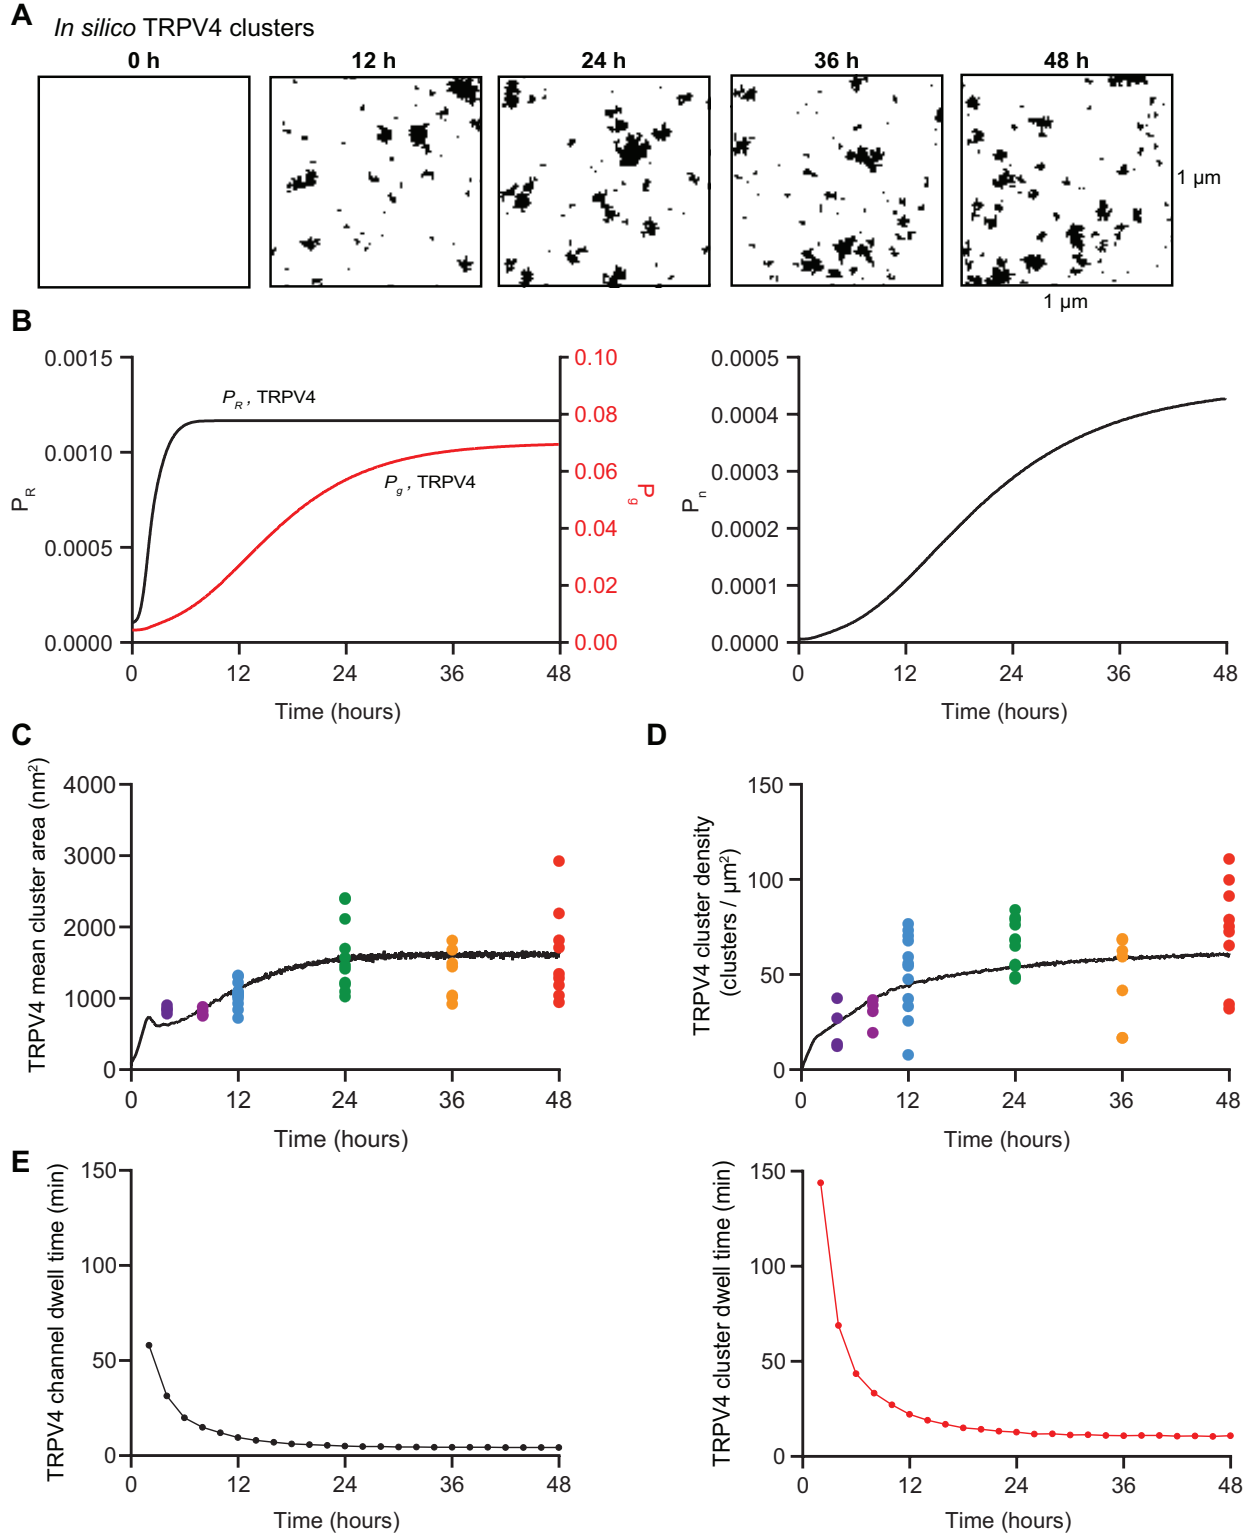 A
In silico TRPV4 clusters
0 h 12 h 24 h 36 h 48 h
1 µm
1 µm
B
0.0015
0.0010
0.0005
0.0000
P_R
P_R , TRPV4
P_g , TRPV4
0.10
0.08
0.06
0.04
0.02
0.00
P_g
0 12 24 36 48
Time (hours)
0.0005
0.0004
0.0003
0.0002
0.0001
0.0000
P_n
0 12 24 36 48
Time (hours)
C
TRPV4 mean cluster area (nm²)
4000
3000
2000
1000
0
0 12 24 36 48
Time (hours)
D
TRPV4 cluster density
(clusters / µm²)
150
100
50
0
0 12 24 36 48
Time (hours)
E
TRPV4 channel dwell time (min)
150
100
50
0
0 12 24 36 48
Time (hours)
TRPV4 cluster dwell time (min)
150
100
50
0
0 12 24 36 48
Time (hours)